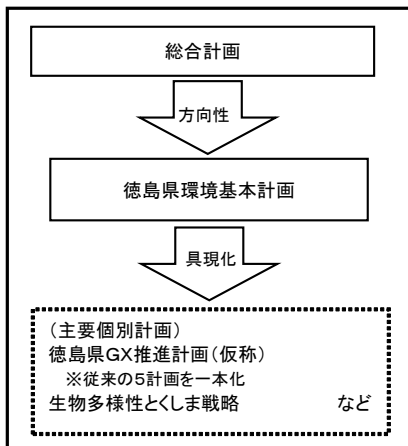 総合計画
方向性
徳島県環境基本計画
具現化
(主要個別計画)
徳島県GX推進計画(仮称)
※従来の5計画を一本化
生物多様性とくしま戦略 など